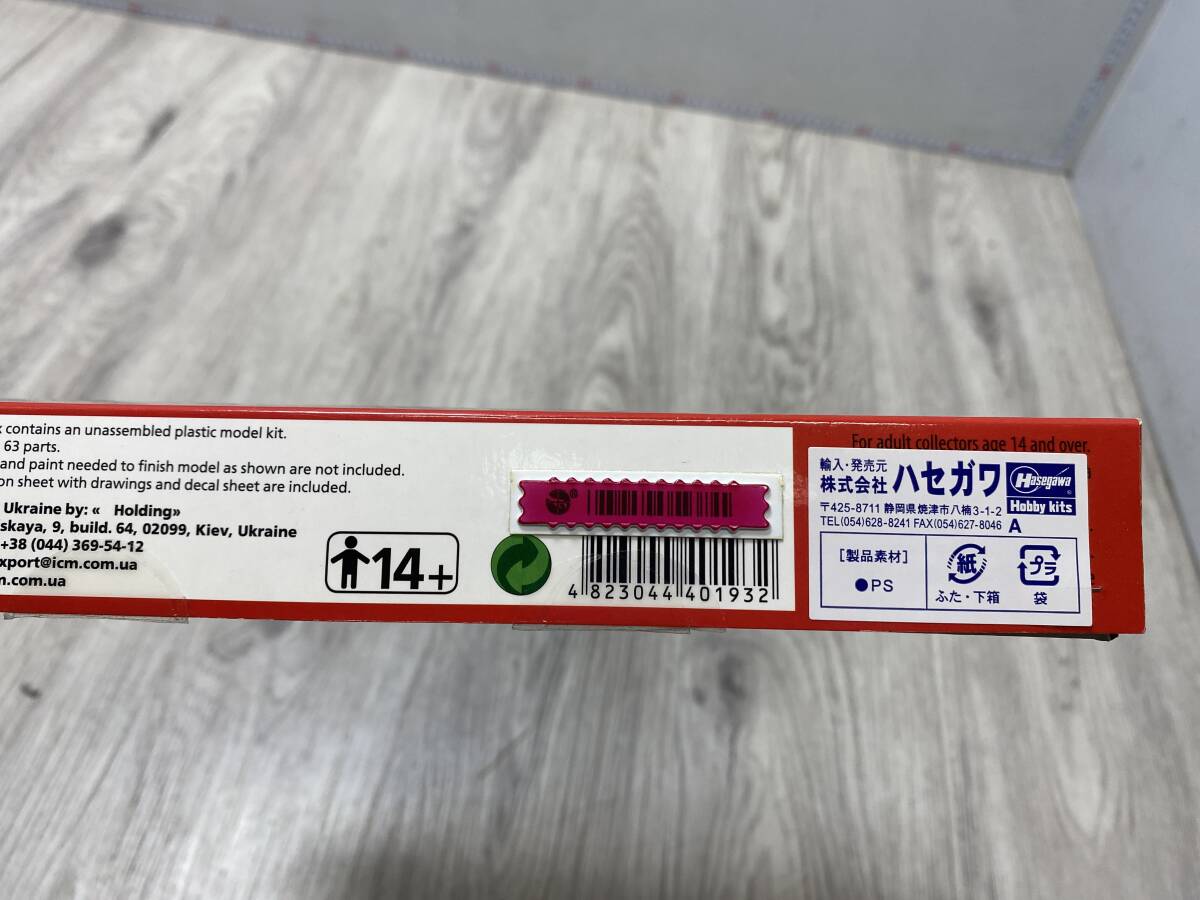 x contains an unassembled plastic model kit.
63 parts.
and paint needed to finish model as shown are not included.
on sheet with drawings and decal sheet are included.
Ukraine by: « Holding»
skaya, 9, build. 64, 02099, Kiev, Ukraine
+38 (044) 369-54-12
xport@icm.com.ua
m.com.ua
14+
4 823044 401932
For adult collectors age 14 and over.
輸入・発売元
株式会社 ハセガワ
Hasegawa
Hobby kits
〒425-8711 静岡県焼津市八楠3-1-2
TEL(054)628-8241 FAX(054)627-8046 A
[製品素材]
●PS
紙
ふた・下箱
プラ
袋